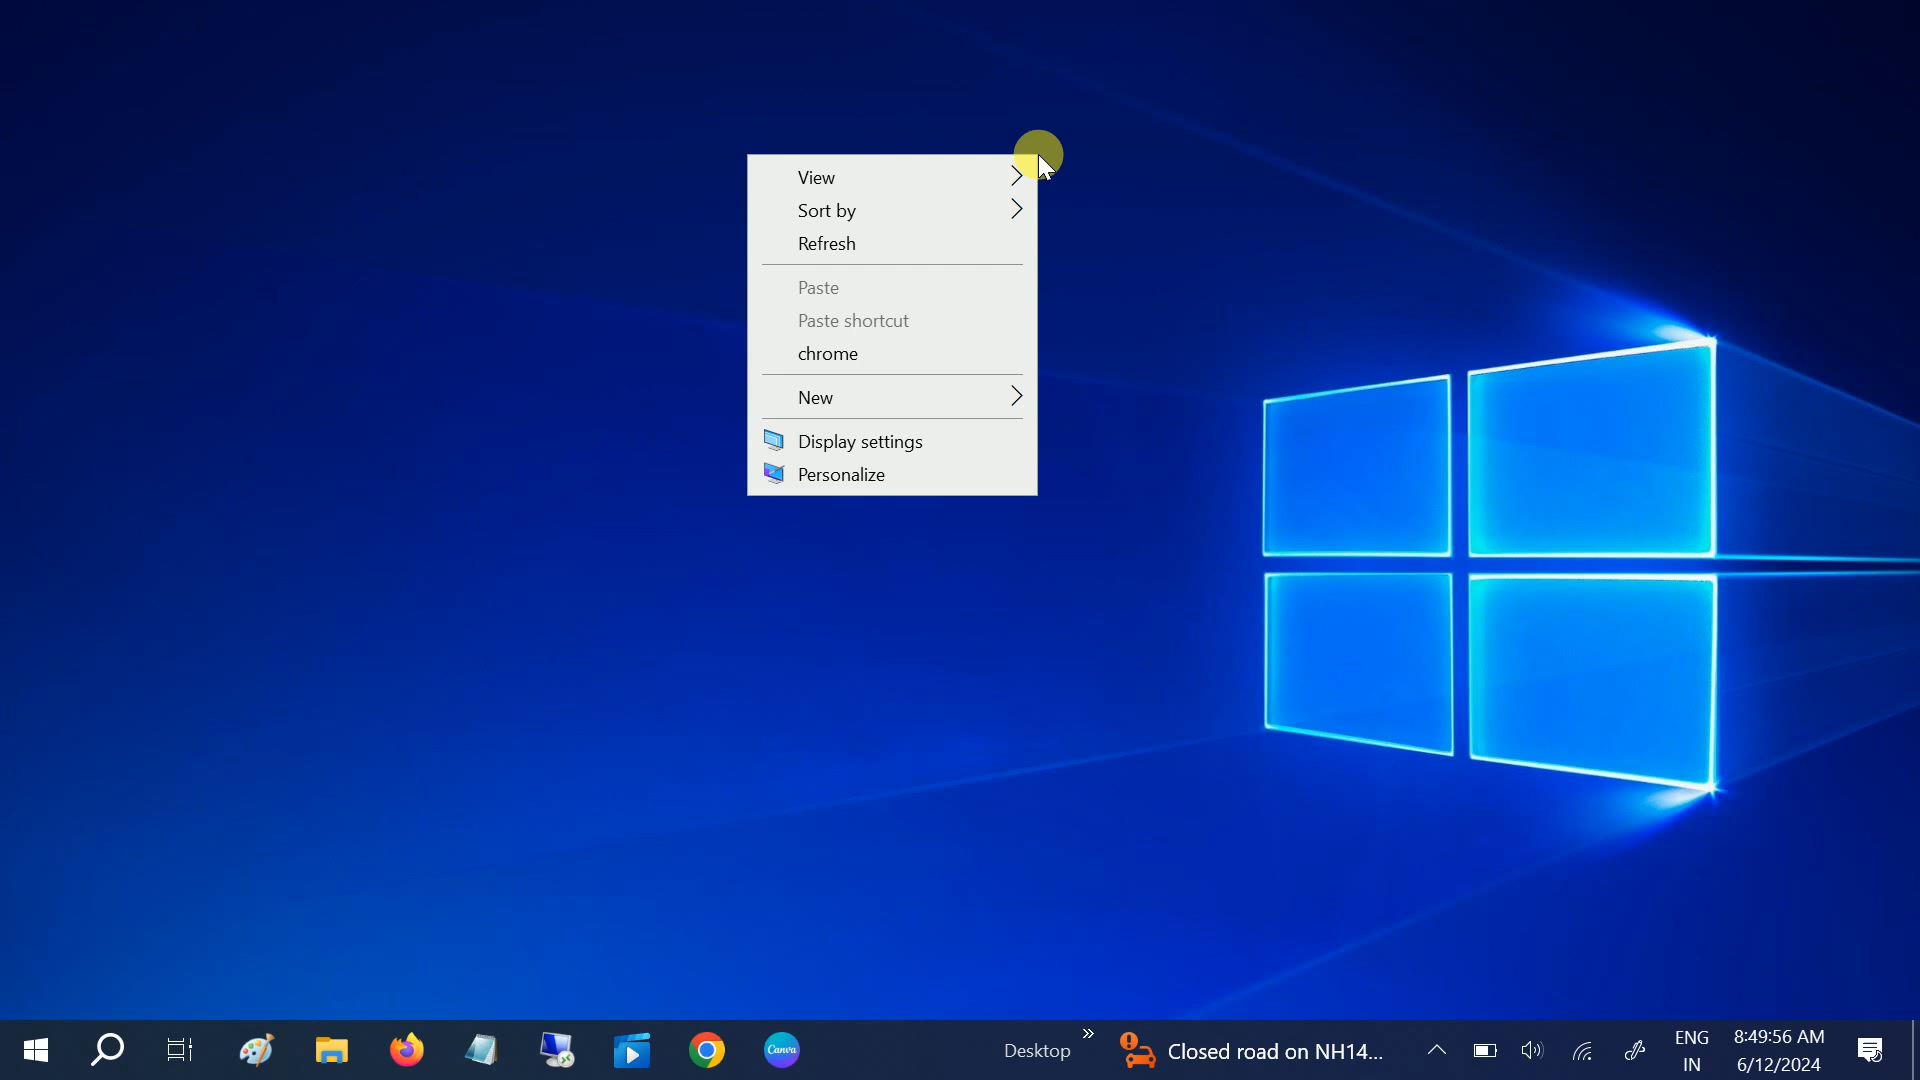 View
Sort by
Refresh
Paste
Paste shortcut
chrome
New
Display settings
Personalize
Canva
Desktop
Closed road on NH14...
ENG
IN
8:49:56 AM
6/12/2024